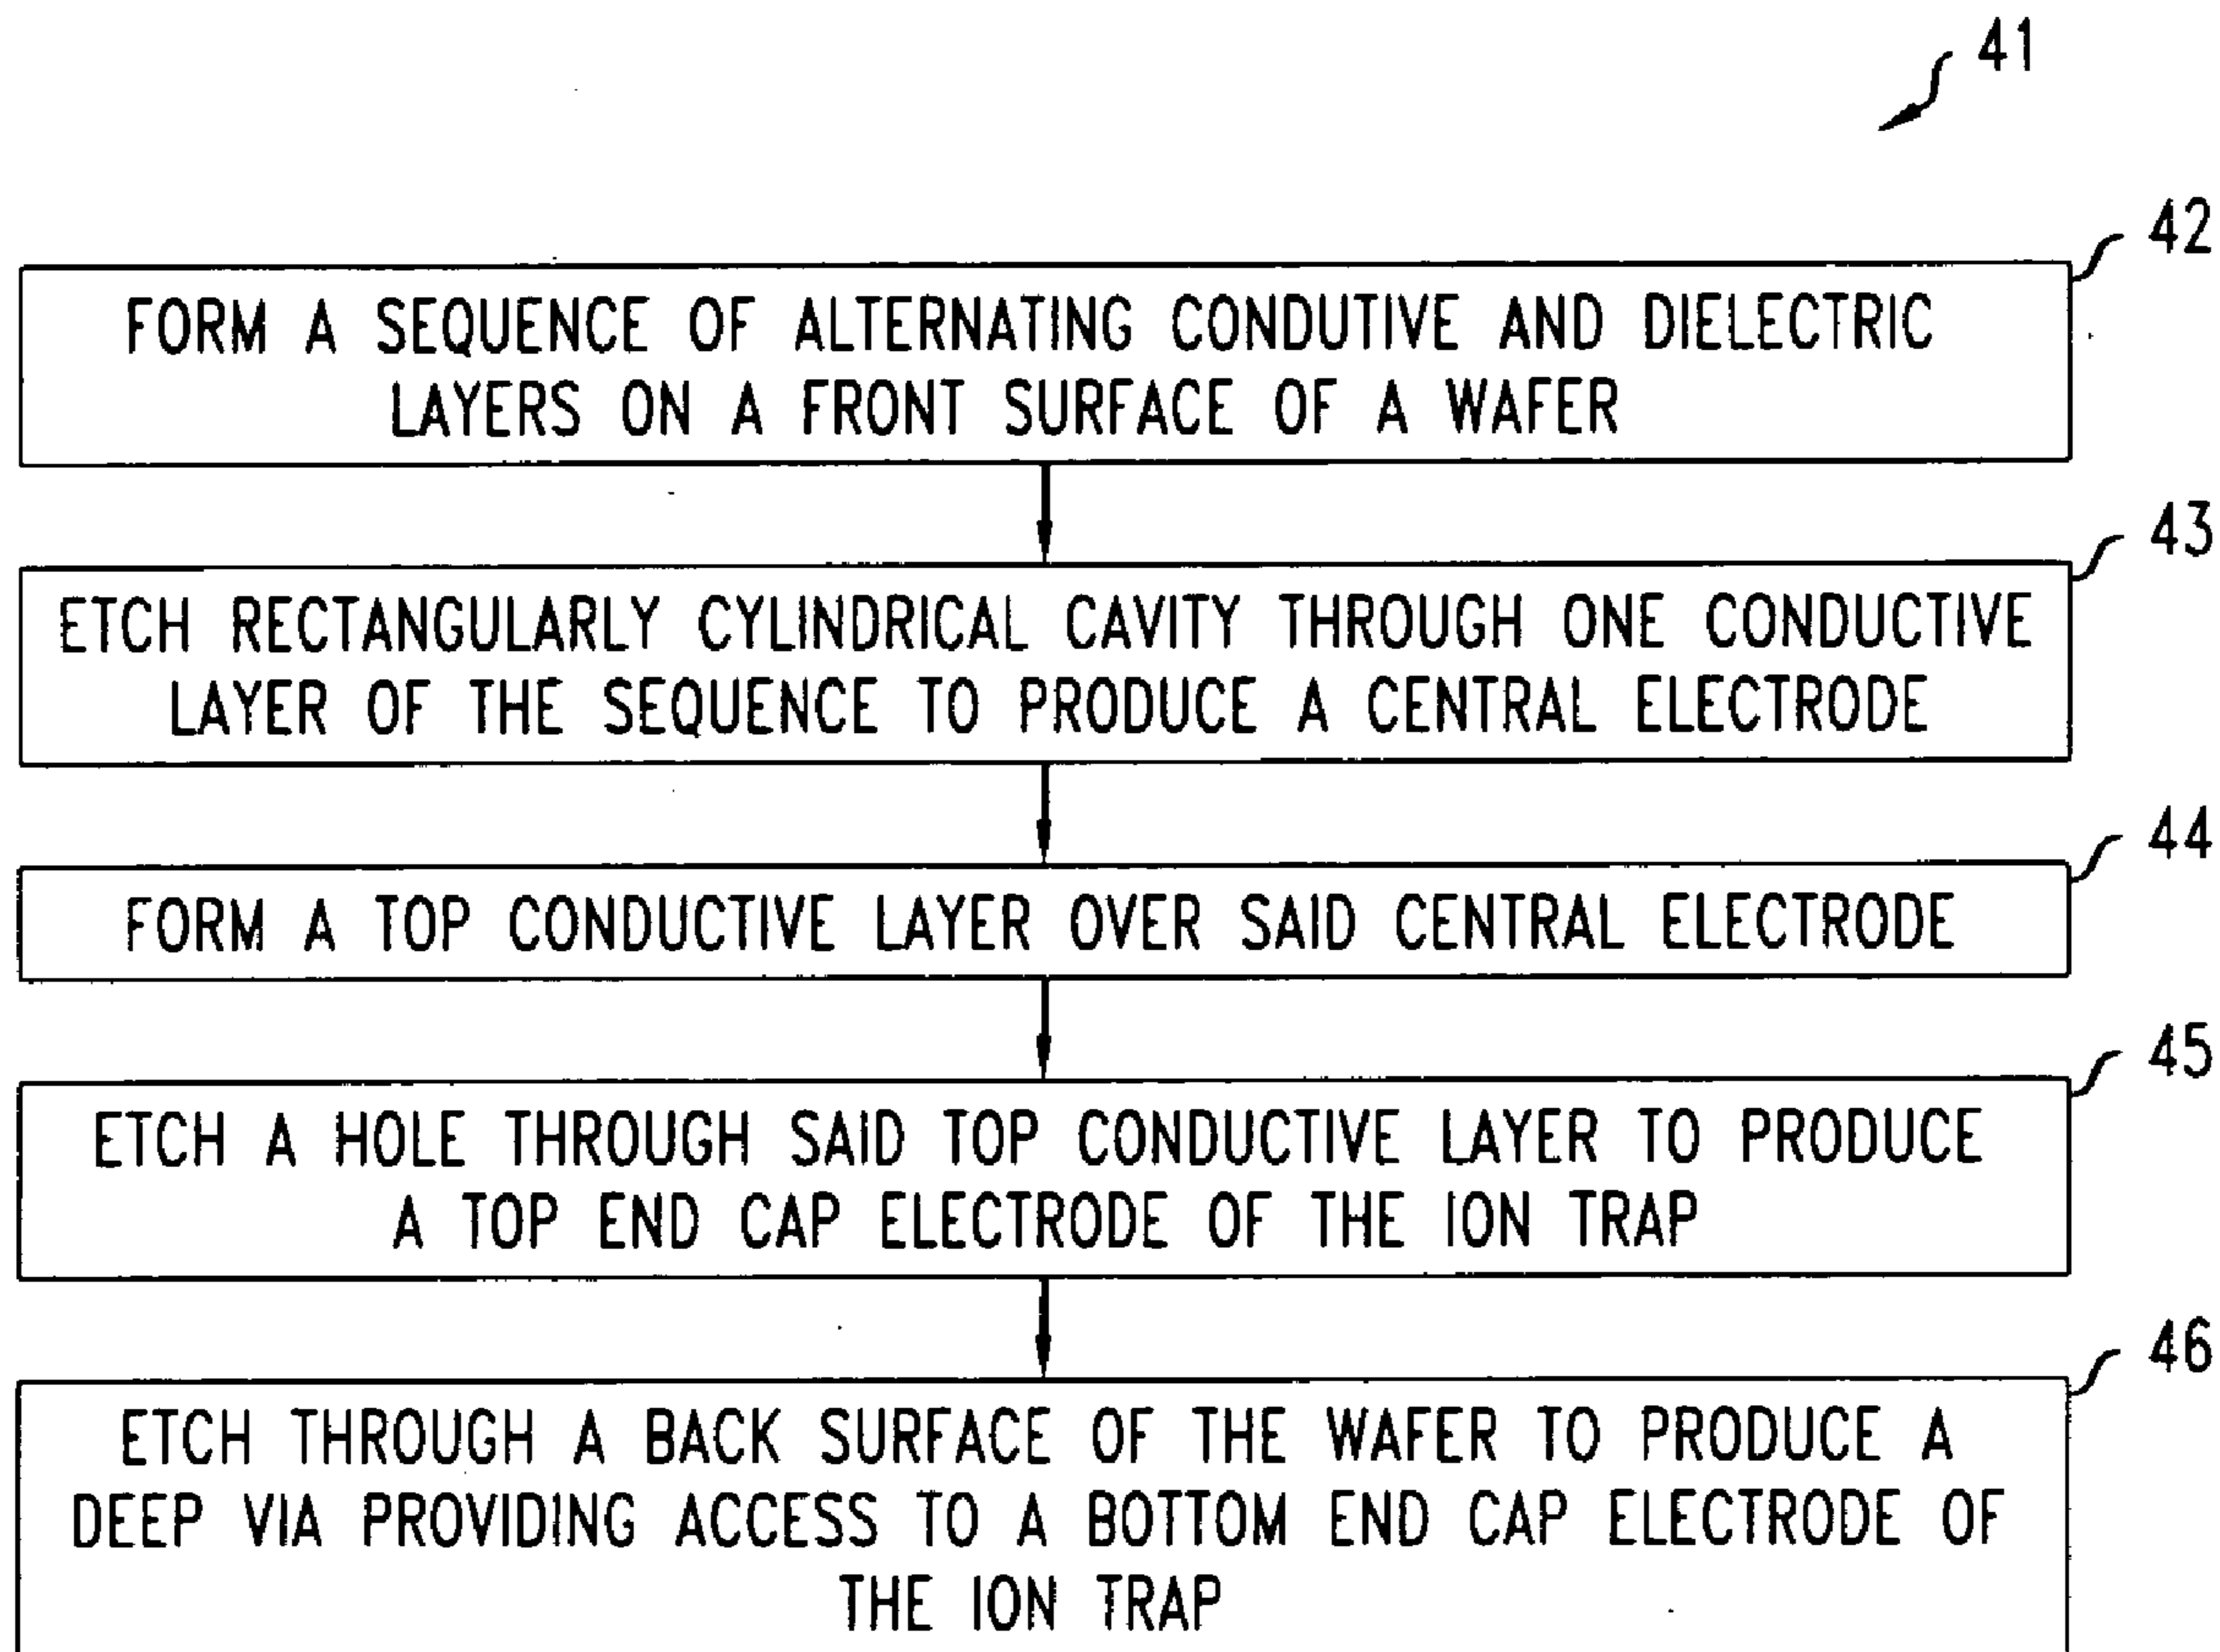 41
42
FORM A SEQUENCE OF ALTERNATING CONDUTIVE AND DIELECTRIC
LAYERS ON A FRONT SURFACE OF A WAFER
43
ETCH RECTANGULARLY CYLINDRICAL CAVITY THROUGH ONE CONDUCTIVE
LAYER OF THE SEQUENCE TO PRODUCE A CENTRAL ELECTRODE
44
FORM A TOP CONDUCTIVE LAYER OVER SAID CENTRAL ELECTRODE
45
ETCH A HOLE THROUGH SAID TOP CONDUCTIVE LAYER TO PRODUCE
A TOP END CAP ELECTRODE OF THE ION TRAP
46
ETCH THROUGH A BACK SURFACE OF THE WAFER TO PRODUCE A
DEEP VIA PROVIDING ACCESS TO A BOTTOM END CAP ELECTRODE OF
THE ION TRAP